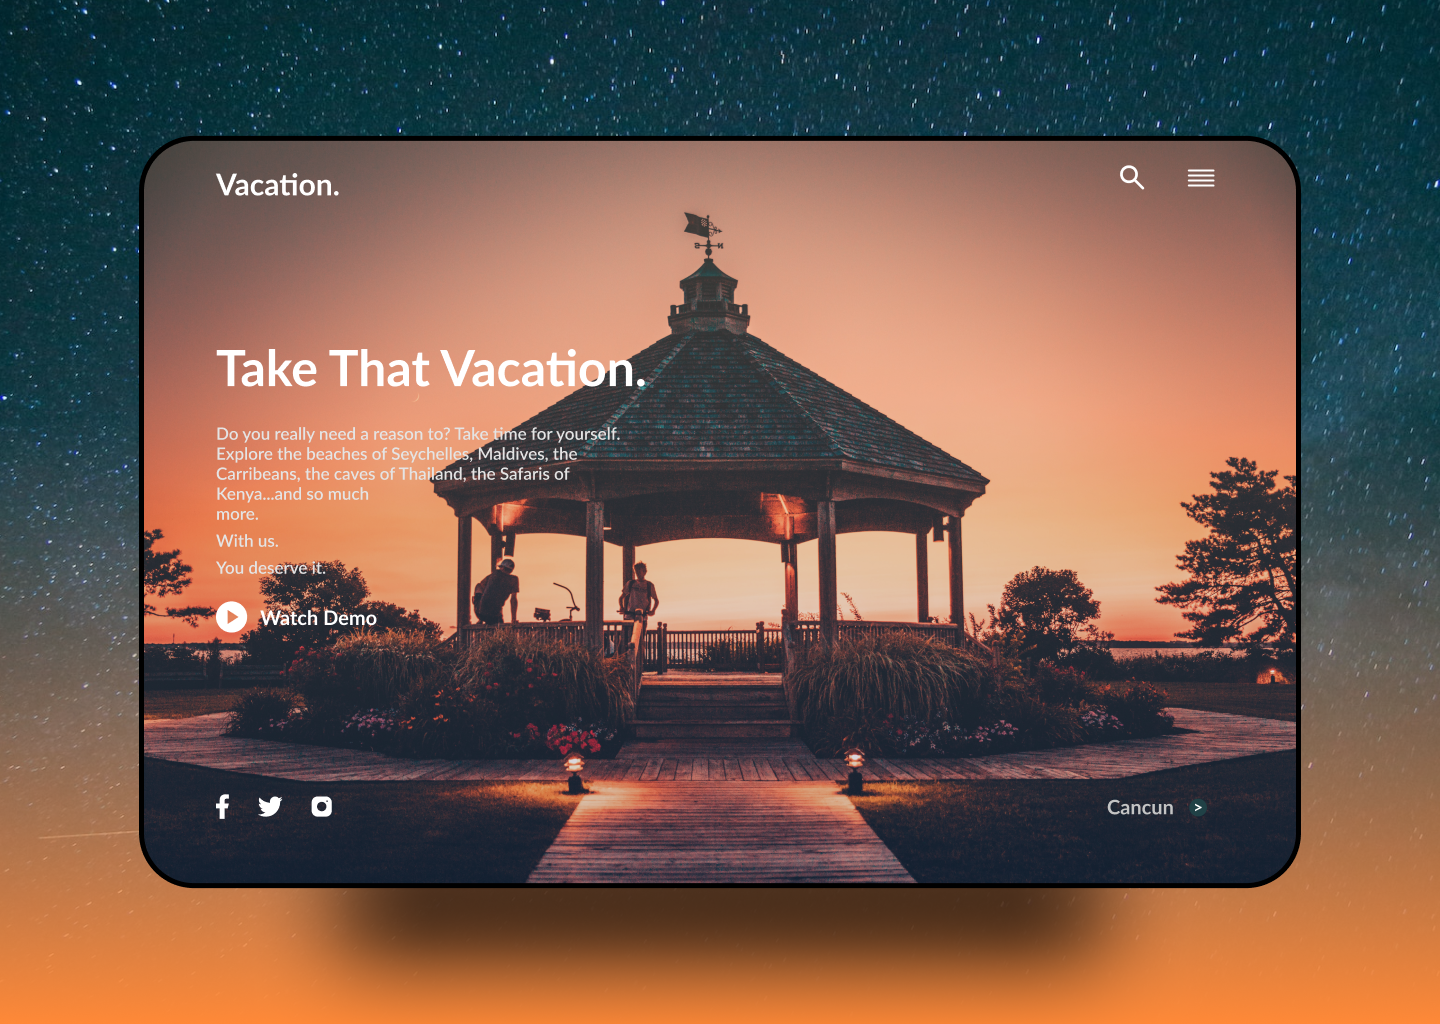 Vacation.
Take That Vacation.
Do you really need a reason to? Take time for yourself.
Explore the beaches of Seychelles, Maldives, the
Carribeans, the caves of Thailand, the Safaris of
Kenya...and so much
more.
With us.
You deserve it.
Watch Demo
Cancun >